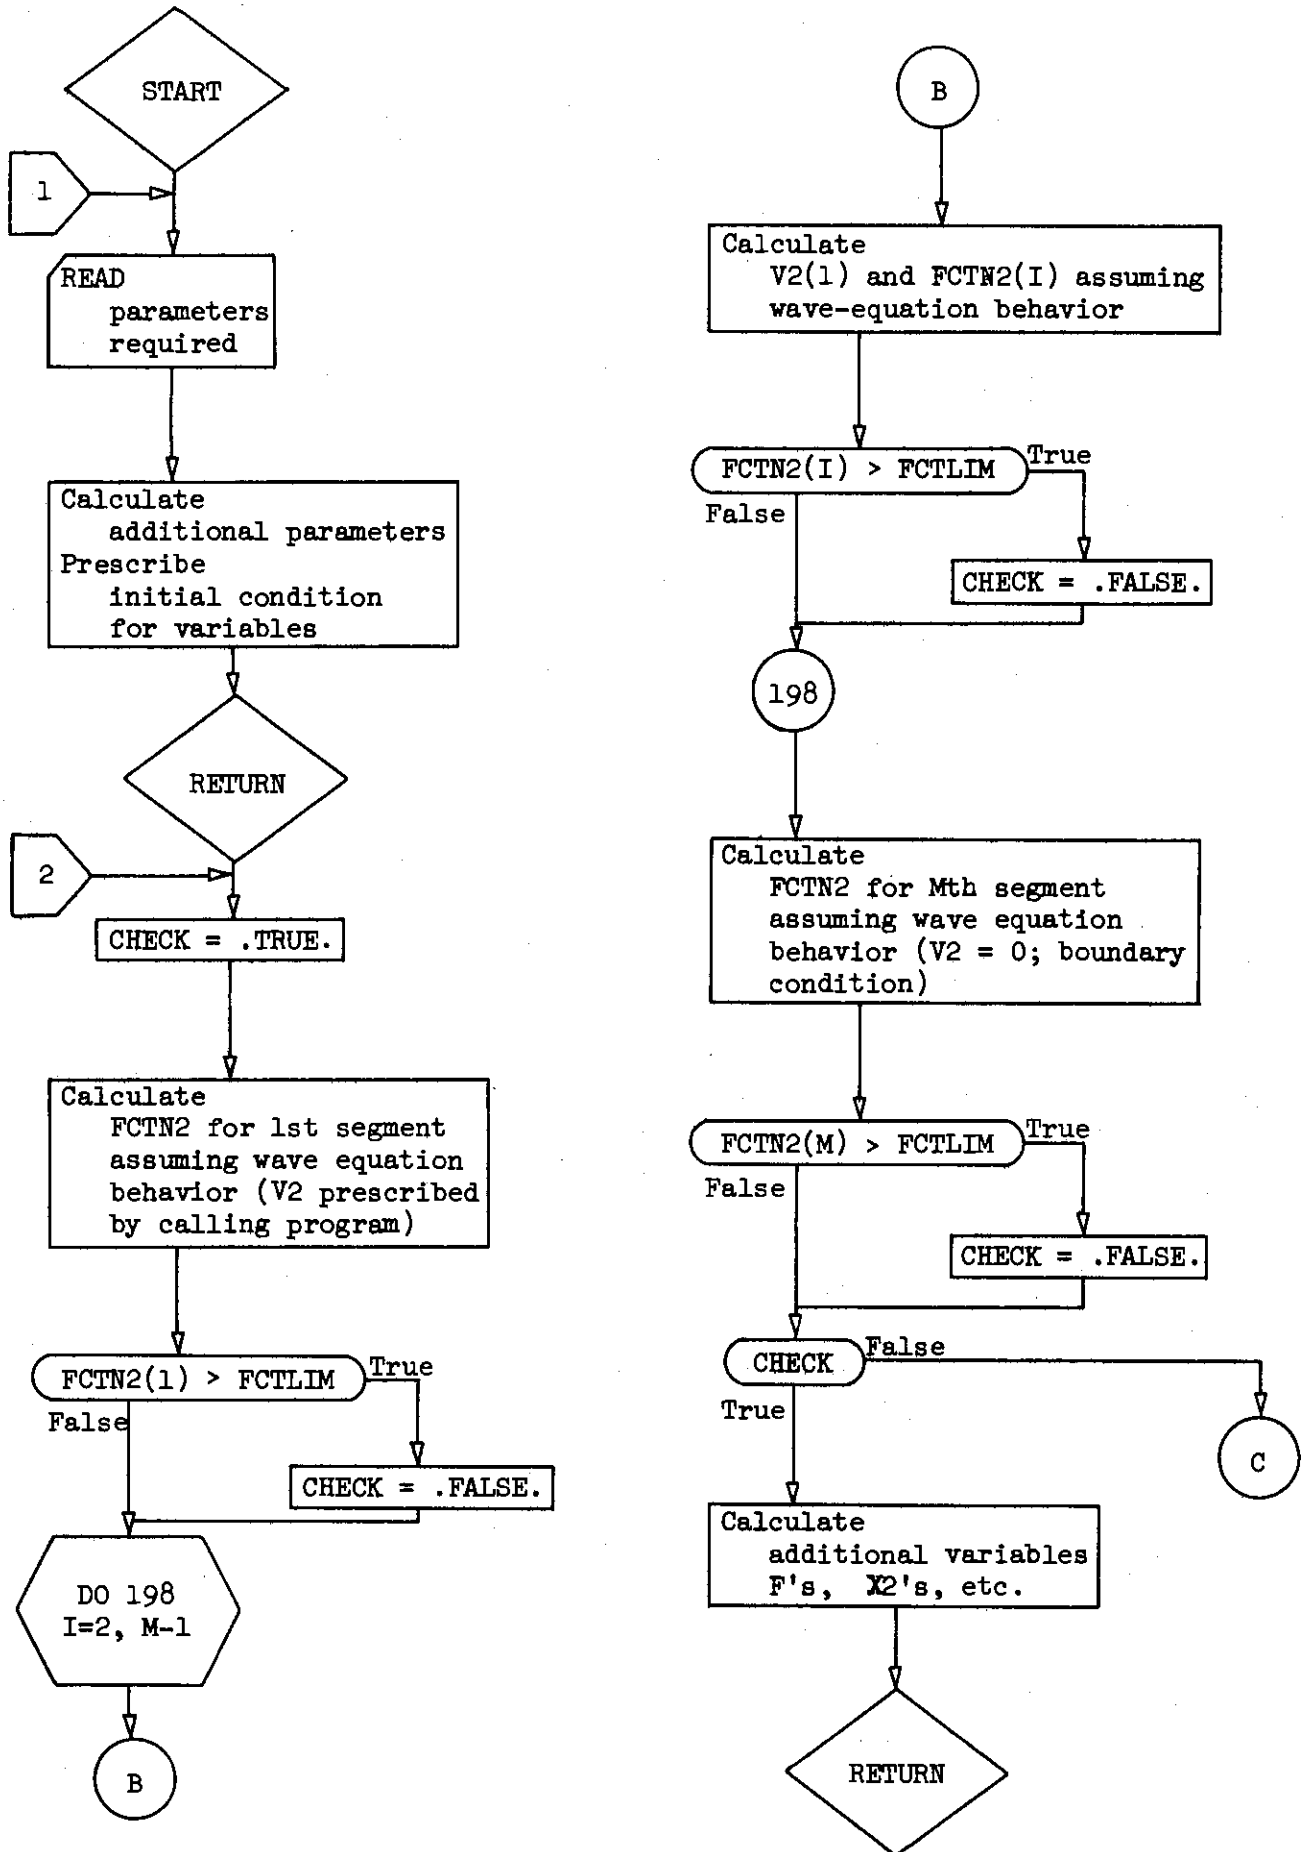 START
1
READ
parameters
required
Calculate
additional parameters
Prescribe
initial condition
for variables
RETURN
2
CHECK = .TRUE.
Calculate
FCTN2 for 1st segment
assuming wave equation
behavior (V2 prescribed
by calling program)
FCTN2(1) > FCTLIM
True
False
CHECK = .FALSE.
DO 198
I=2, M-1
B
B
Calculate
V2(1) and FCTN2(I) assuming
wave-equation behavior
FCTN2(I) > FCTLIM
True
False
CHECK = .FALSE.
198
Calculate
FCTN2 for Mth segment
assuming wave equation
behavior (V2 = 0; boundary
condition)
FCTN2(M) > FCTLIM
True
False
CHECK = .FALSE.
CHECK
False
True
C
Calculate
additional variables
F's, X2's, etc.
RETURN